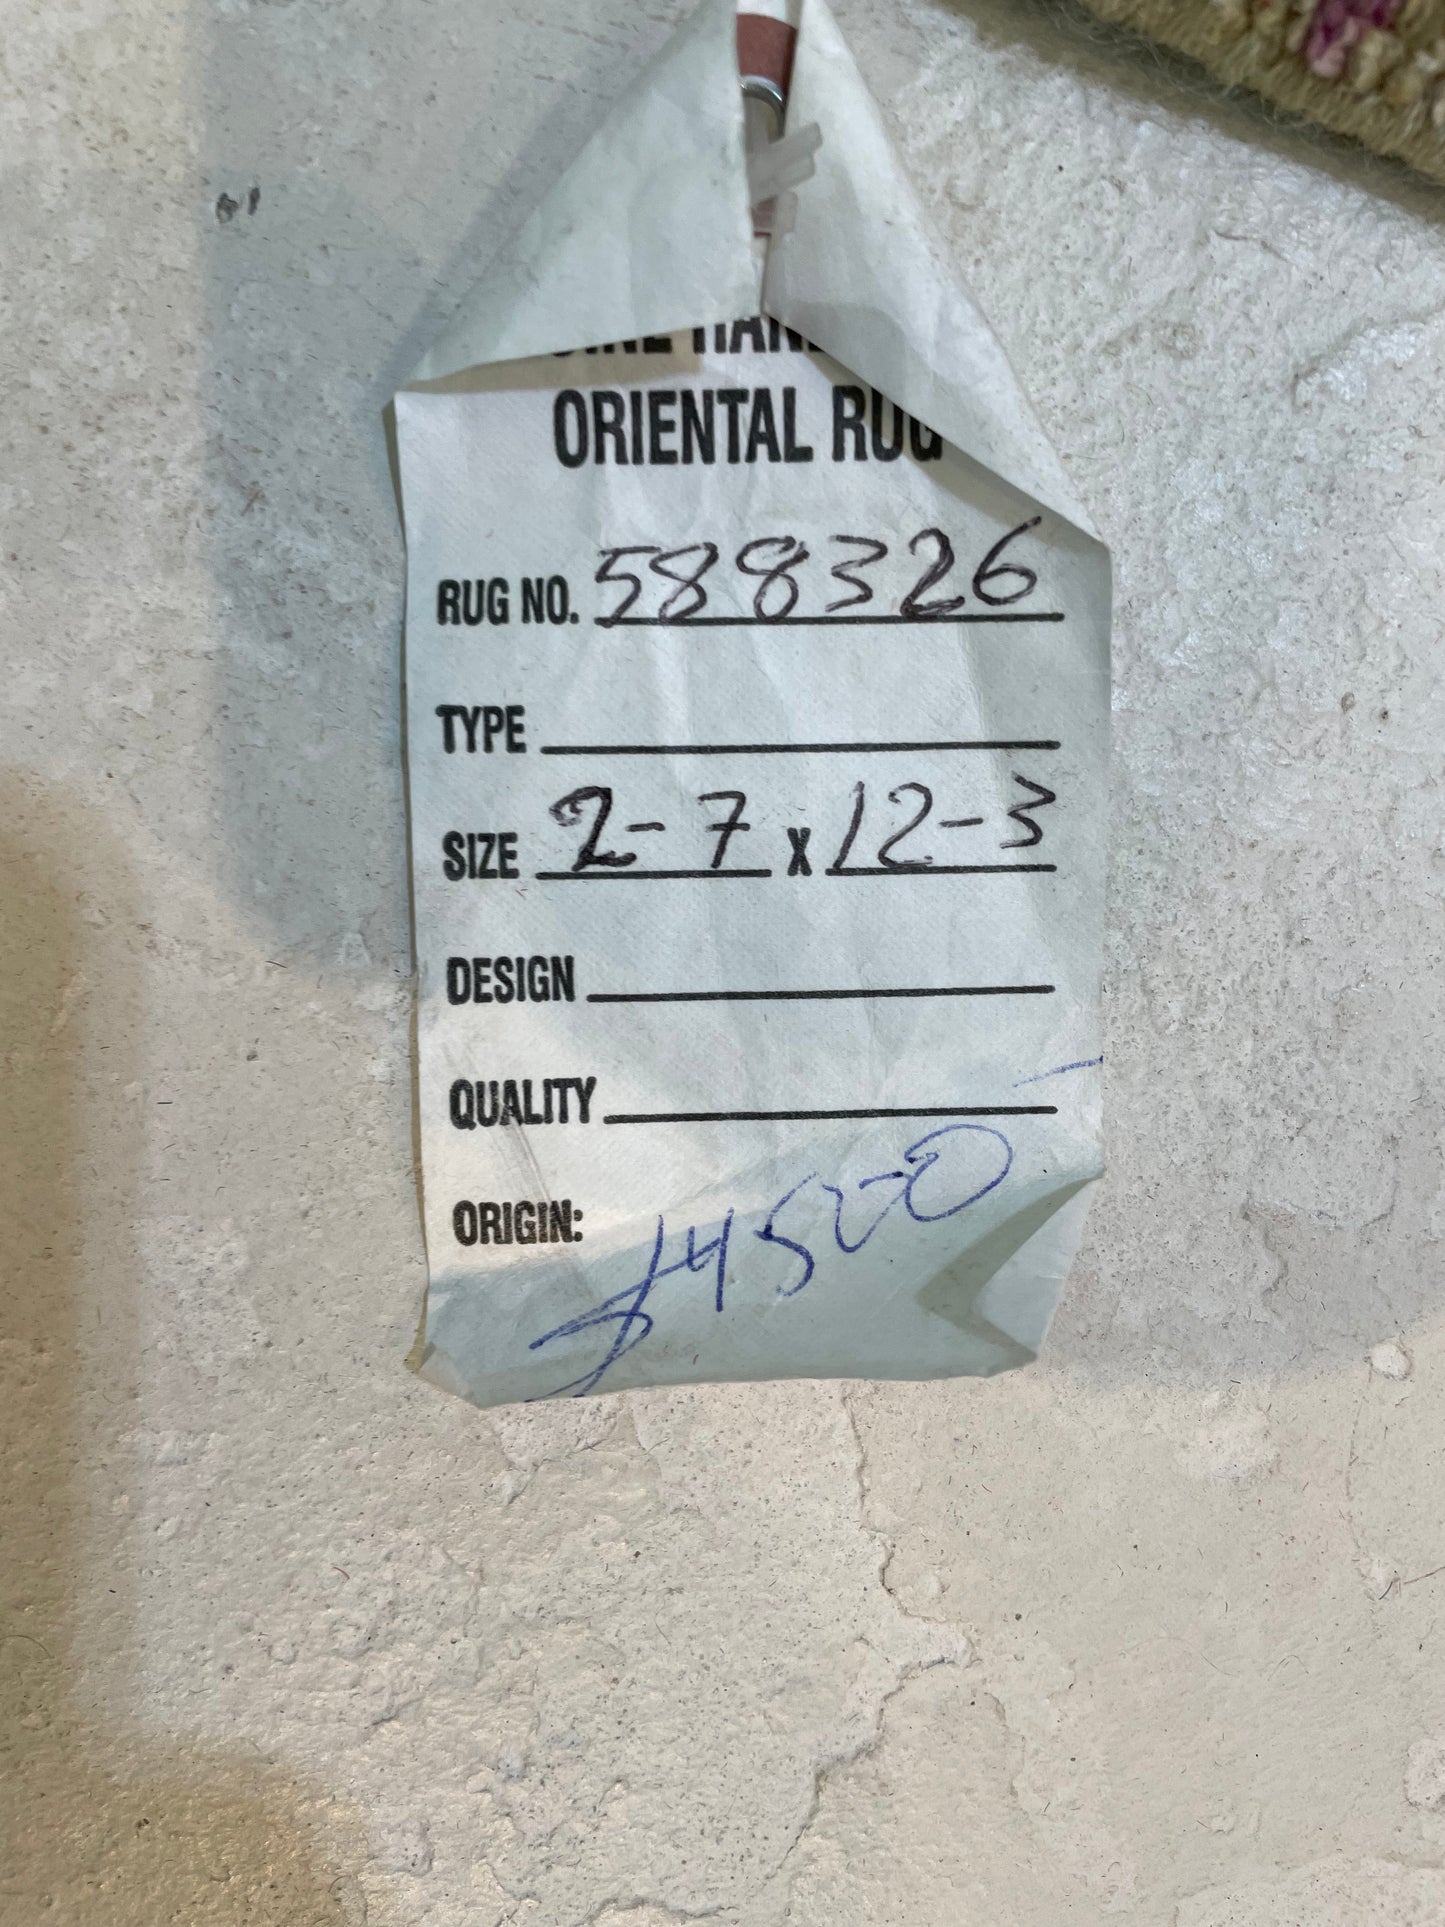 ORIENTAL RUG
RUG NO. 588326
TYPE
SIZE 2-7 x 12-3
DESIGN
QUALITY
ORIGIN:
$4500